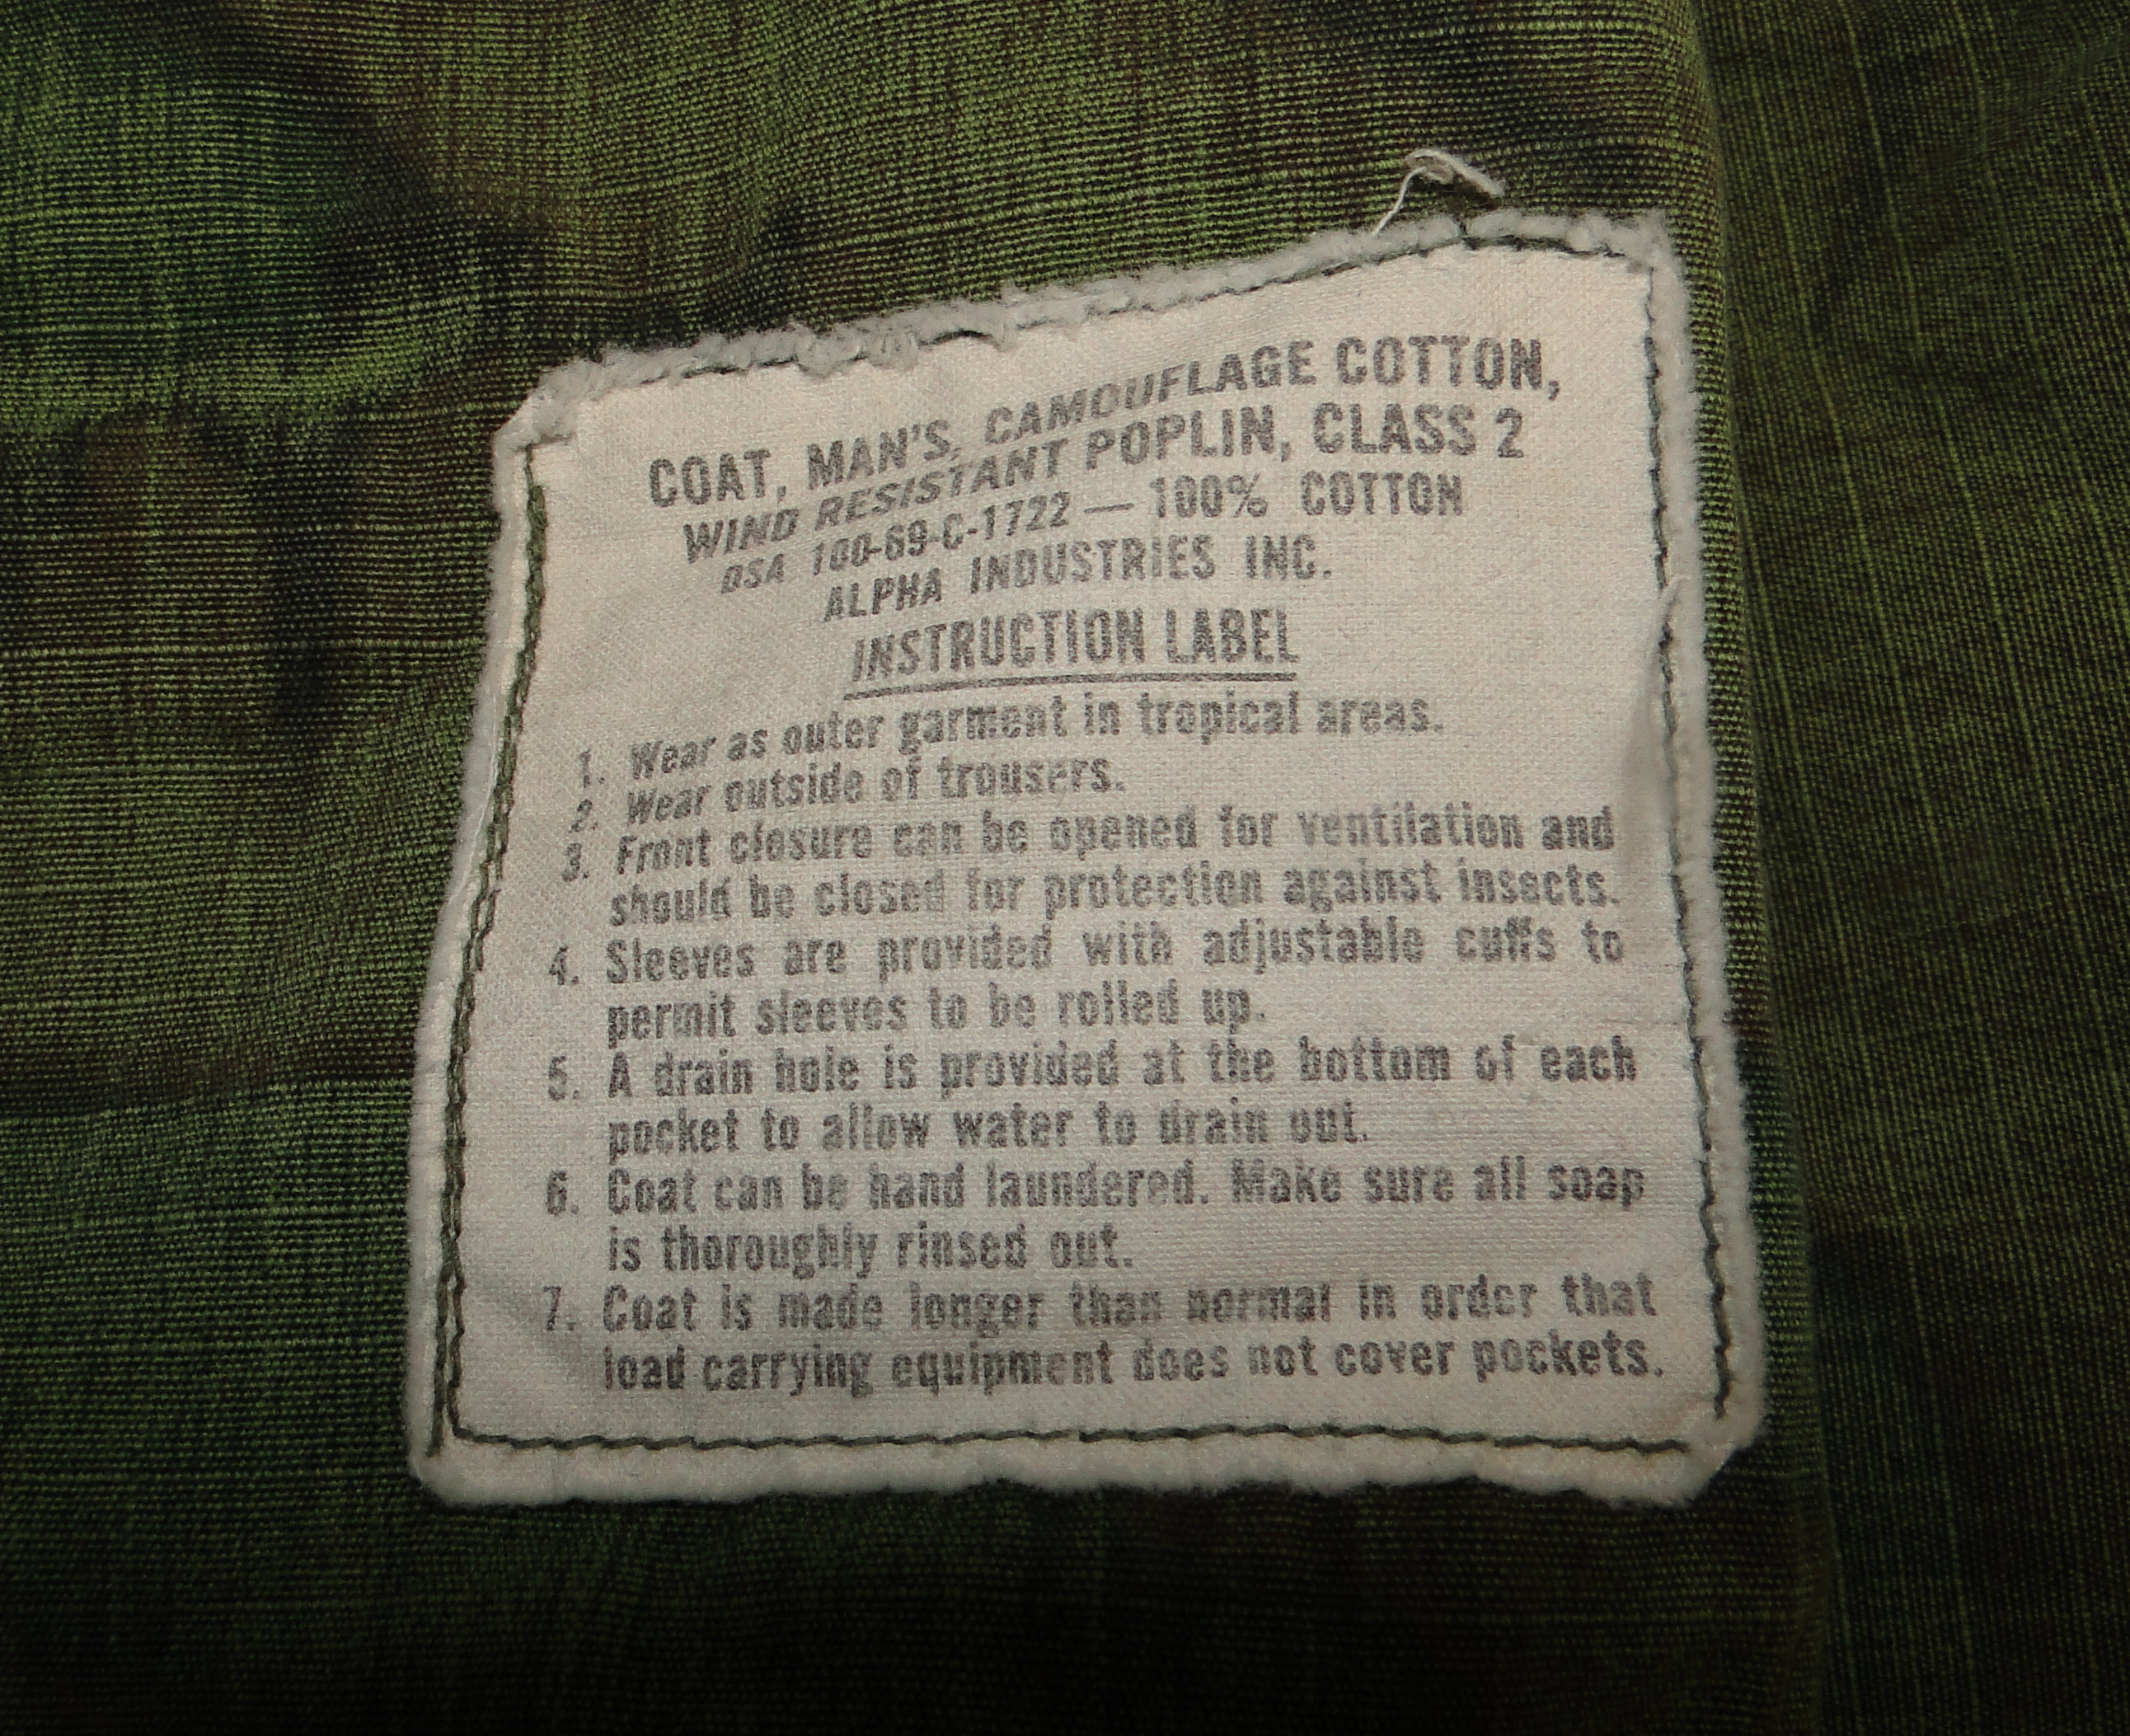 COAT, MAN'S, CAMOUFLAGE COTTON,
WIND RESISTANT POPLIN, CLASS 2
DSA 100-69-C-1722 — 100% COTTON
ALPHA INDUSTRIES INC.
INSTRUCTION LABEL
1. Wear as outer garment in tropical areas.
2. Wear outside of trousers.
3. Front closure can be opened for ventilation and
should be closed for protection against insects.
4. Sleeves are provided with adjustable cuffs to
permit sleeves to be rolled up.
5. A drain hole is provided at the bottom of each
pocket to allow water to drain out.
6. Coat can be hand laundered. Make sure all soap
is thoroughly rinsed out.
7. Coat is made longer than normal in order that
load carrying equipment does not cover pockets.